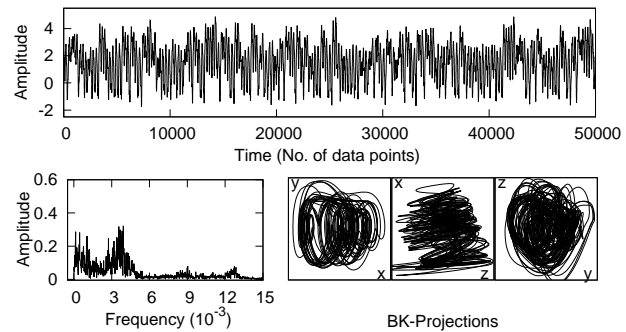 Amplitude
4
2
0
-2
0 10000 20000 30000 40000 50000
Time (No. of data points)
Amplitude
0.6
0.4
0.2
0
0 3 6 9 12 15
Frequency (10^-3)
y x
x z
z y
BK-Projections